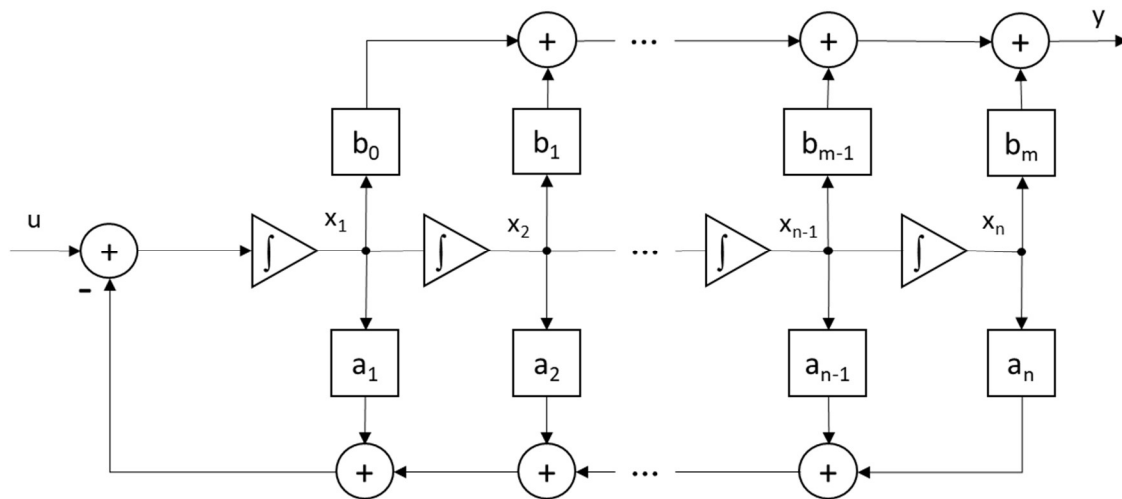 y
+ ... + +
b₀ b₁ bₘ₋₁ bₘ
u x₁ x₂ xₙ₋₁ xₙ
+ ∫ ∫ ... ∫ ∫
-
a₁ a₂ aₙ₋₁ aₙ
+ + ... +